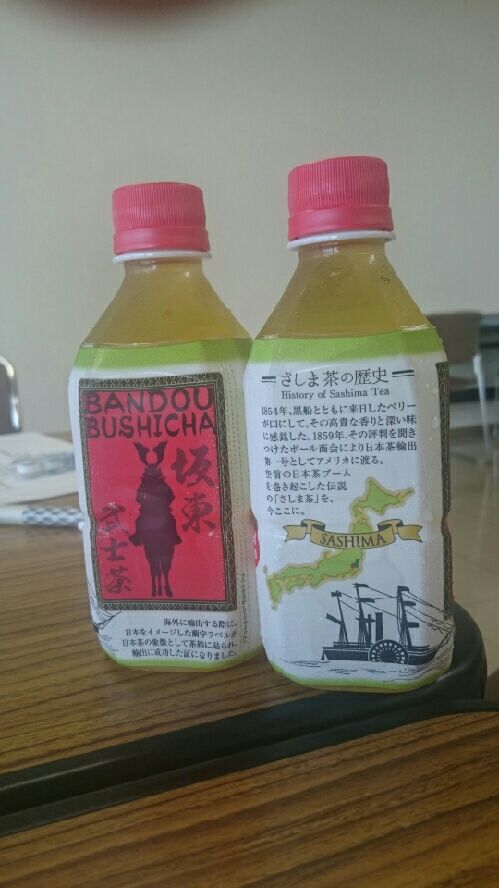 BANDOU
BUSHICHA
坂東
武士茶
海外に輸出する際に、
日本をイメージした蘭字ラベルが
日本茶の象徴として茶箱に貼られ、
輸出に成功した証になりました。
さしま茶の歴史
History of Sashima Tea
1854年、黒船とともに来日したペリー
が口にして、その高貴な香りと深い味
に感銘した。1859年、その評判を聞き
つけたポール商会により日本茶輸出
第一号としてアメリカに渡る。
空前の日本茶ブーム
を巻き起こした伝説
の「さしま茶」を、
今ここに。
SASHIMA